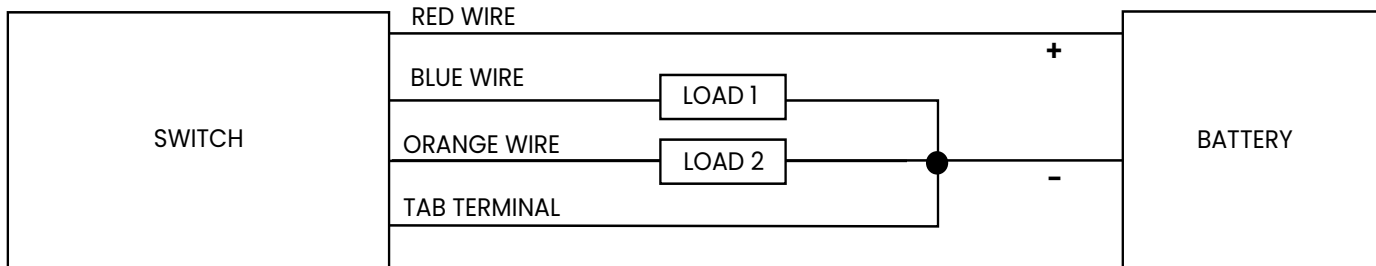 RED WIRE
+
BLUE WIRE
LOAD 1
SWITCH
ORANGE WIRE
LOAD 2
BATTERY
-
TAB TERMINAL